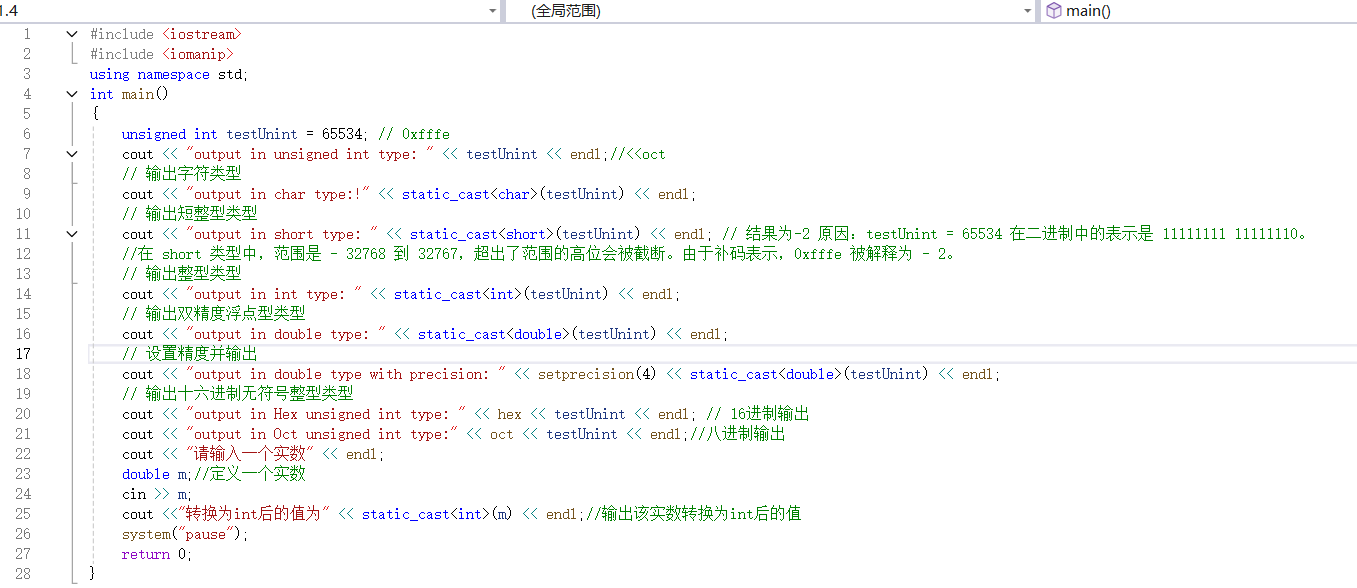 1.4 (全局范围) main()
1 #include <iostream>
2 #include <iomanip>
3 using namespace std;
4 int main()
5 {
6 unsigned int testUnint = 65534; // 0xfffe
7 cout << "output in unsigned int type: " << testUnint << endl;//<<oct
8 // 输出字符类型
9 cout << "output in char type:!" << static_cast<char>(testUnint) << endl;
10 // 输出短整型类型
11 cout << "output in short type: " << static_cast<short>(testUnint) << endl; // 结果为-2 原因：testUnint = 65534 在二进制中的表示是 11111111 11111110。
12 //在 short 类型中，范围是 - 32768 到 32767，超出了范围的高位会被截断。由于补码表示，0xfffe 被解释为 - 2。
13 // 输出整型类型
14 cout << "output in int type: " << static_cast<int>(testUnint) << endl;
15 // 输出双精度浮点型类型
16 cout << "output in double type: " << static_cast<double>(testUnint) << endl;
17 // 设置精度并输出
18 cout << "output in double type with precision: " << setprecision(4) << static_cast<double>(testUnint) << endl;
19 // 输出十六进制无符号整型类型
20 cout << "output in Hex unsigned int type: " << hex << testUnint << endl; // 16进制输出
21 cout << "output in Oct unsigned int type:" << oct << testUnint << endl;//八进制输出
22 cout << "请输入一个实数" << endl;
23 double m;//定义一个实数
24 cin >> m;
25 cout <<"转换为int后的值为" << static_cast<int>(m) << endl;//输出该实数转换为int后的值
26 system("pause");
27 return 0;
28 }